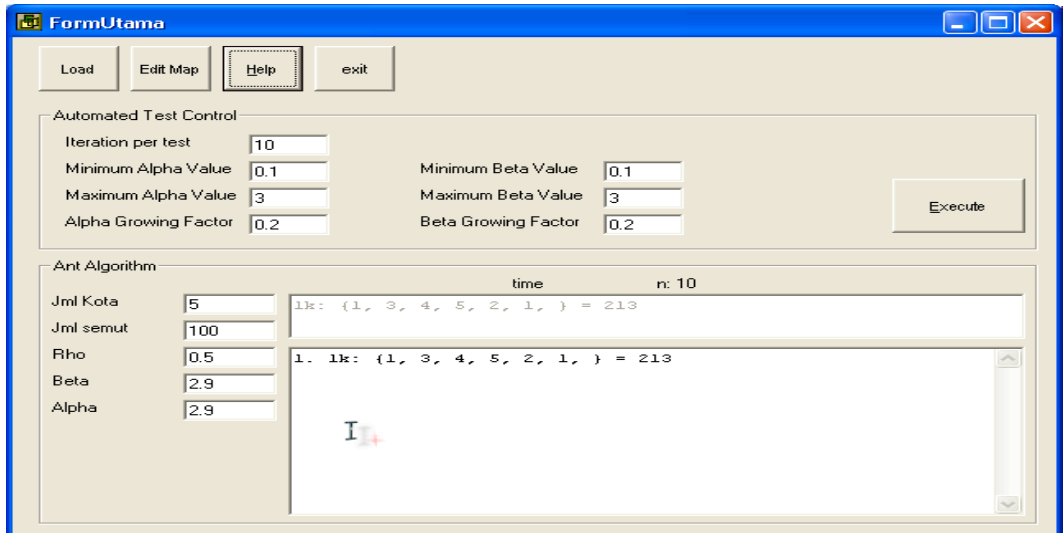 FormUtama
Load Edit Map Help exit
Automated Test Control
Iteration per test 10
Minimum Alpha Value 0.1 Minimum Beta Value 0.1
Maximum Alpha Value 3 Maximum Beta Value 3
Alpha Growing Factor 0.2 Beta Growing Factor 0.2
Execute
Ant Algorithm
time n: 10
Jml Kota 5
lk: {1, 3, 4, 5, 2, 1, } = 213
Jml semut 100
Rho 0.5
1. lk: {1, 3, 4, 5, 2, 1, } = 213
Beta 2.9
Alpha 2.9